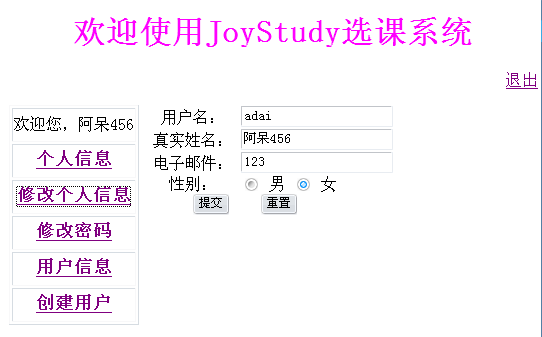 欢迎使用JoyStudy选课系统
退出
欢迎您，阿呆456
个人信息
修改个人信息
修改密码
用户信息
创建用户
用户名： adai
真实姓名： 阿呆456
电子邮件： 123
性别： 男 女
提交 重置